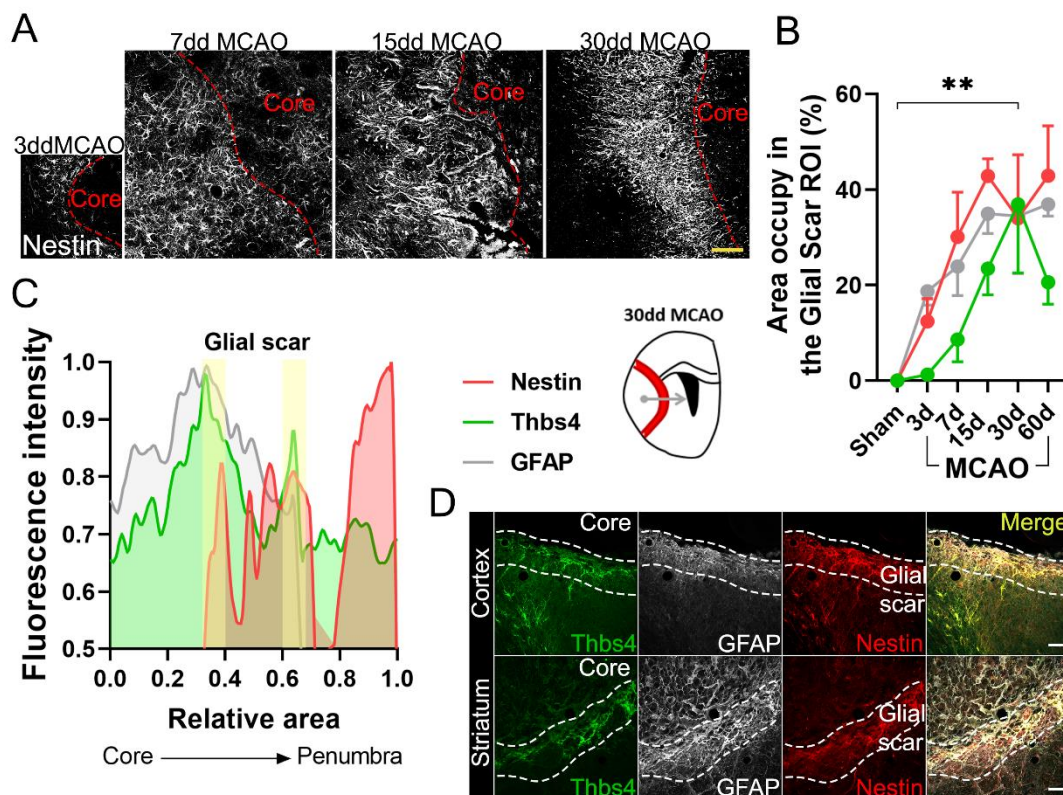 A
7dd MCAO
15dd MCAO
30dd MCAO
3ddMCAO
Core
Core
Core
Core
Nestin
B
**
Area occupy in
the Glial Scar ROI (%)
60
40
20
0
Sham
3d
7d
15d
30d
60d
MCAO
C
Glial scar
Fluorescence intensity
1.0
0.9
0.8
0.7
0.6
0.5
0.0
0.2
0.4
0.6
0.8
1.0
Relative area
Core
Penumbra
Nestin
Thbs4
GFAP
30dd MCAO
D
Cortex
Core
Thbs4
GFAP
Glial
scar
Nestin
Merge
Striatum
Core
Thbs4
GFAP
Glial
scar
Nestin